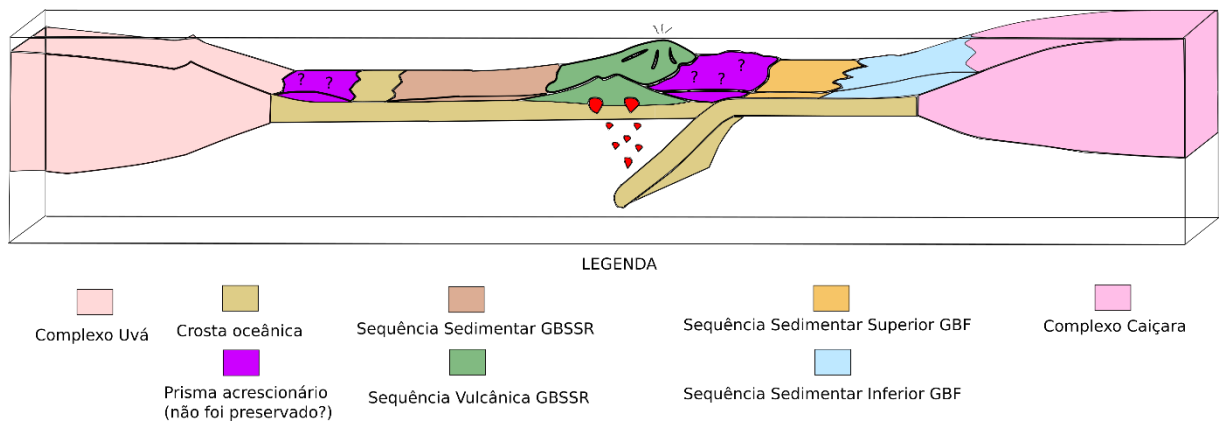 ? ?
? ? ?
LEGENDA
Complexo Uvá
Crosta oceânica
Sequência Sedimentar GBSSR
Sequência Sedimentar Superior GBF
Complexo Caiçara
Prisma acrescionário
(não foi preservado?)
Sequência Vulcânica GBSSR
Sequência Sedimentar Inferior GBF